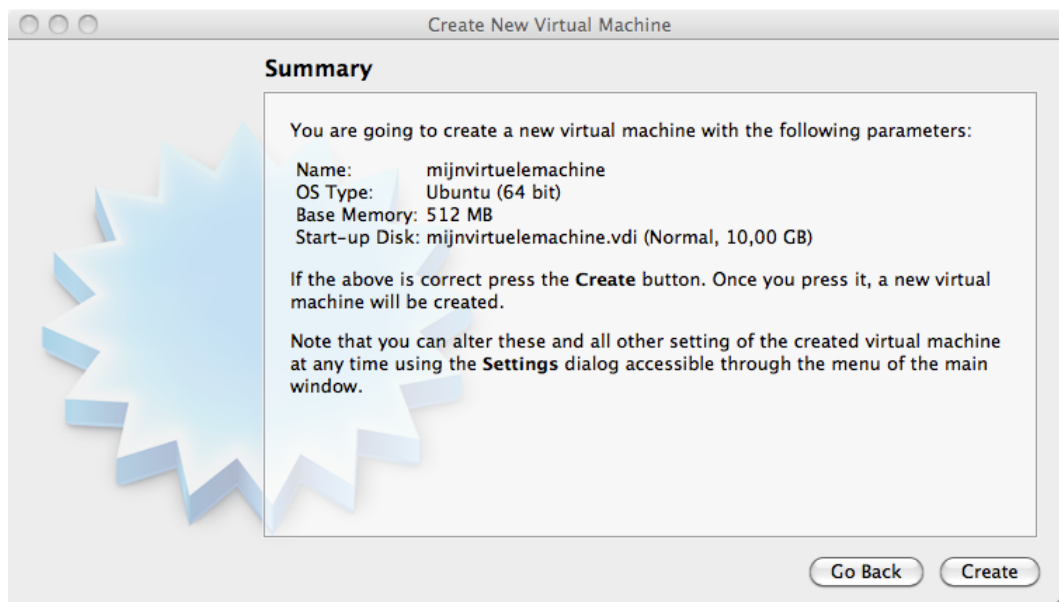 Create New Virtual Machine
Summary
You are going to create a new virtual machine with the following parameters:
Name: mijnvirtuelemachine
OS Type: Ubuntu (64 bit)
Base Memory: 512 MB
Start-up Disk: mijnvirtuelemachine.vdi (Normal, 10,00 GB)
If the above is correct press the Create button. Once you press it, a new virtual
machine will be created.
Note that you can alter these and all other setting of the created virtual machine
at any time using the Settings dialog accessible through the menu of the main
window.
Go Back
Create